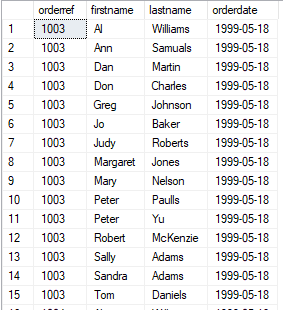 orderref firstname lastname orderdate
1 1003 Al Williams 1999-05-18
2 1003 Ann Samuals 1999-05-18
3 1003 Dan Martin 1999-05-18
4 1003 Don Charles 1999-05-18
5 1003 Greg Johnson 1999-05-18
6 1003 Jo Baker 1999-05-18
7 1003 Judy Roberts 1999-05-18
8 1003 Margaret Jones 1999-05-18
9 1003 Mary Nelson 1999-05-18
10 1003 Peter Paulls 1999-05-18
11 1003 Peter Yu 1999-05-18
12 1003 Robert McKenzie 1999-05-18
13 1003 Sally Adams 1999-05-18
14 1003 Sandra Adams 1999-05-18
15 1003 Tom Daniels 1999-05-18